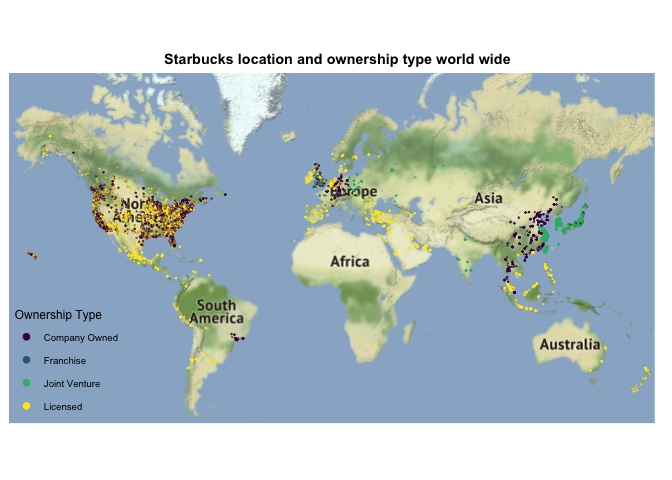 Starbucks location and ownership type world wide
North
America
Europe
Asia
Africa
South
America
Australia
Ownership Type
Company Owned
Franchise
Joint Venture
Licensed